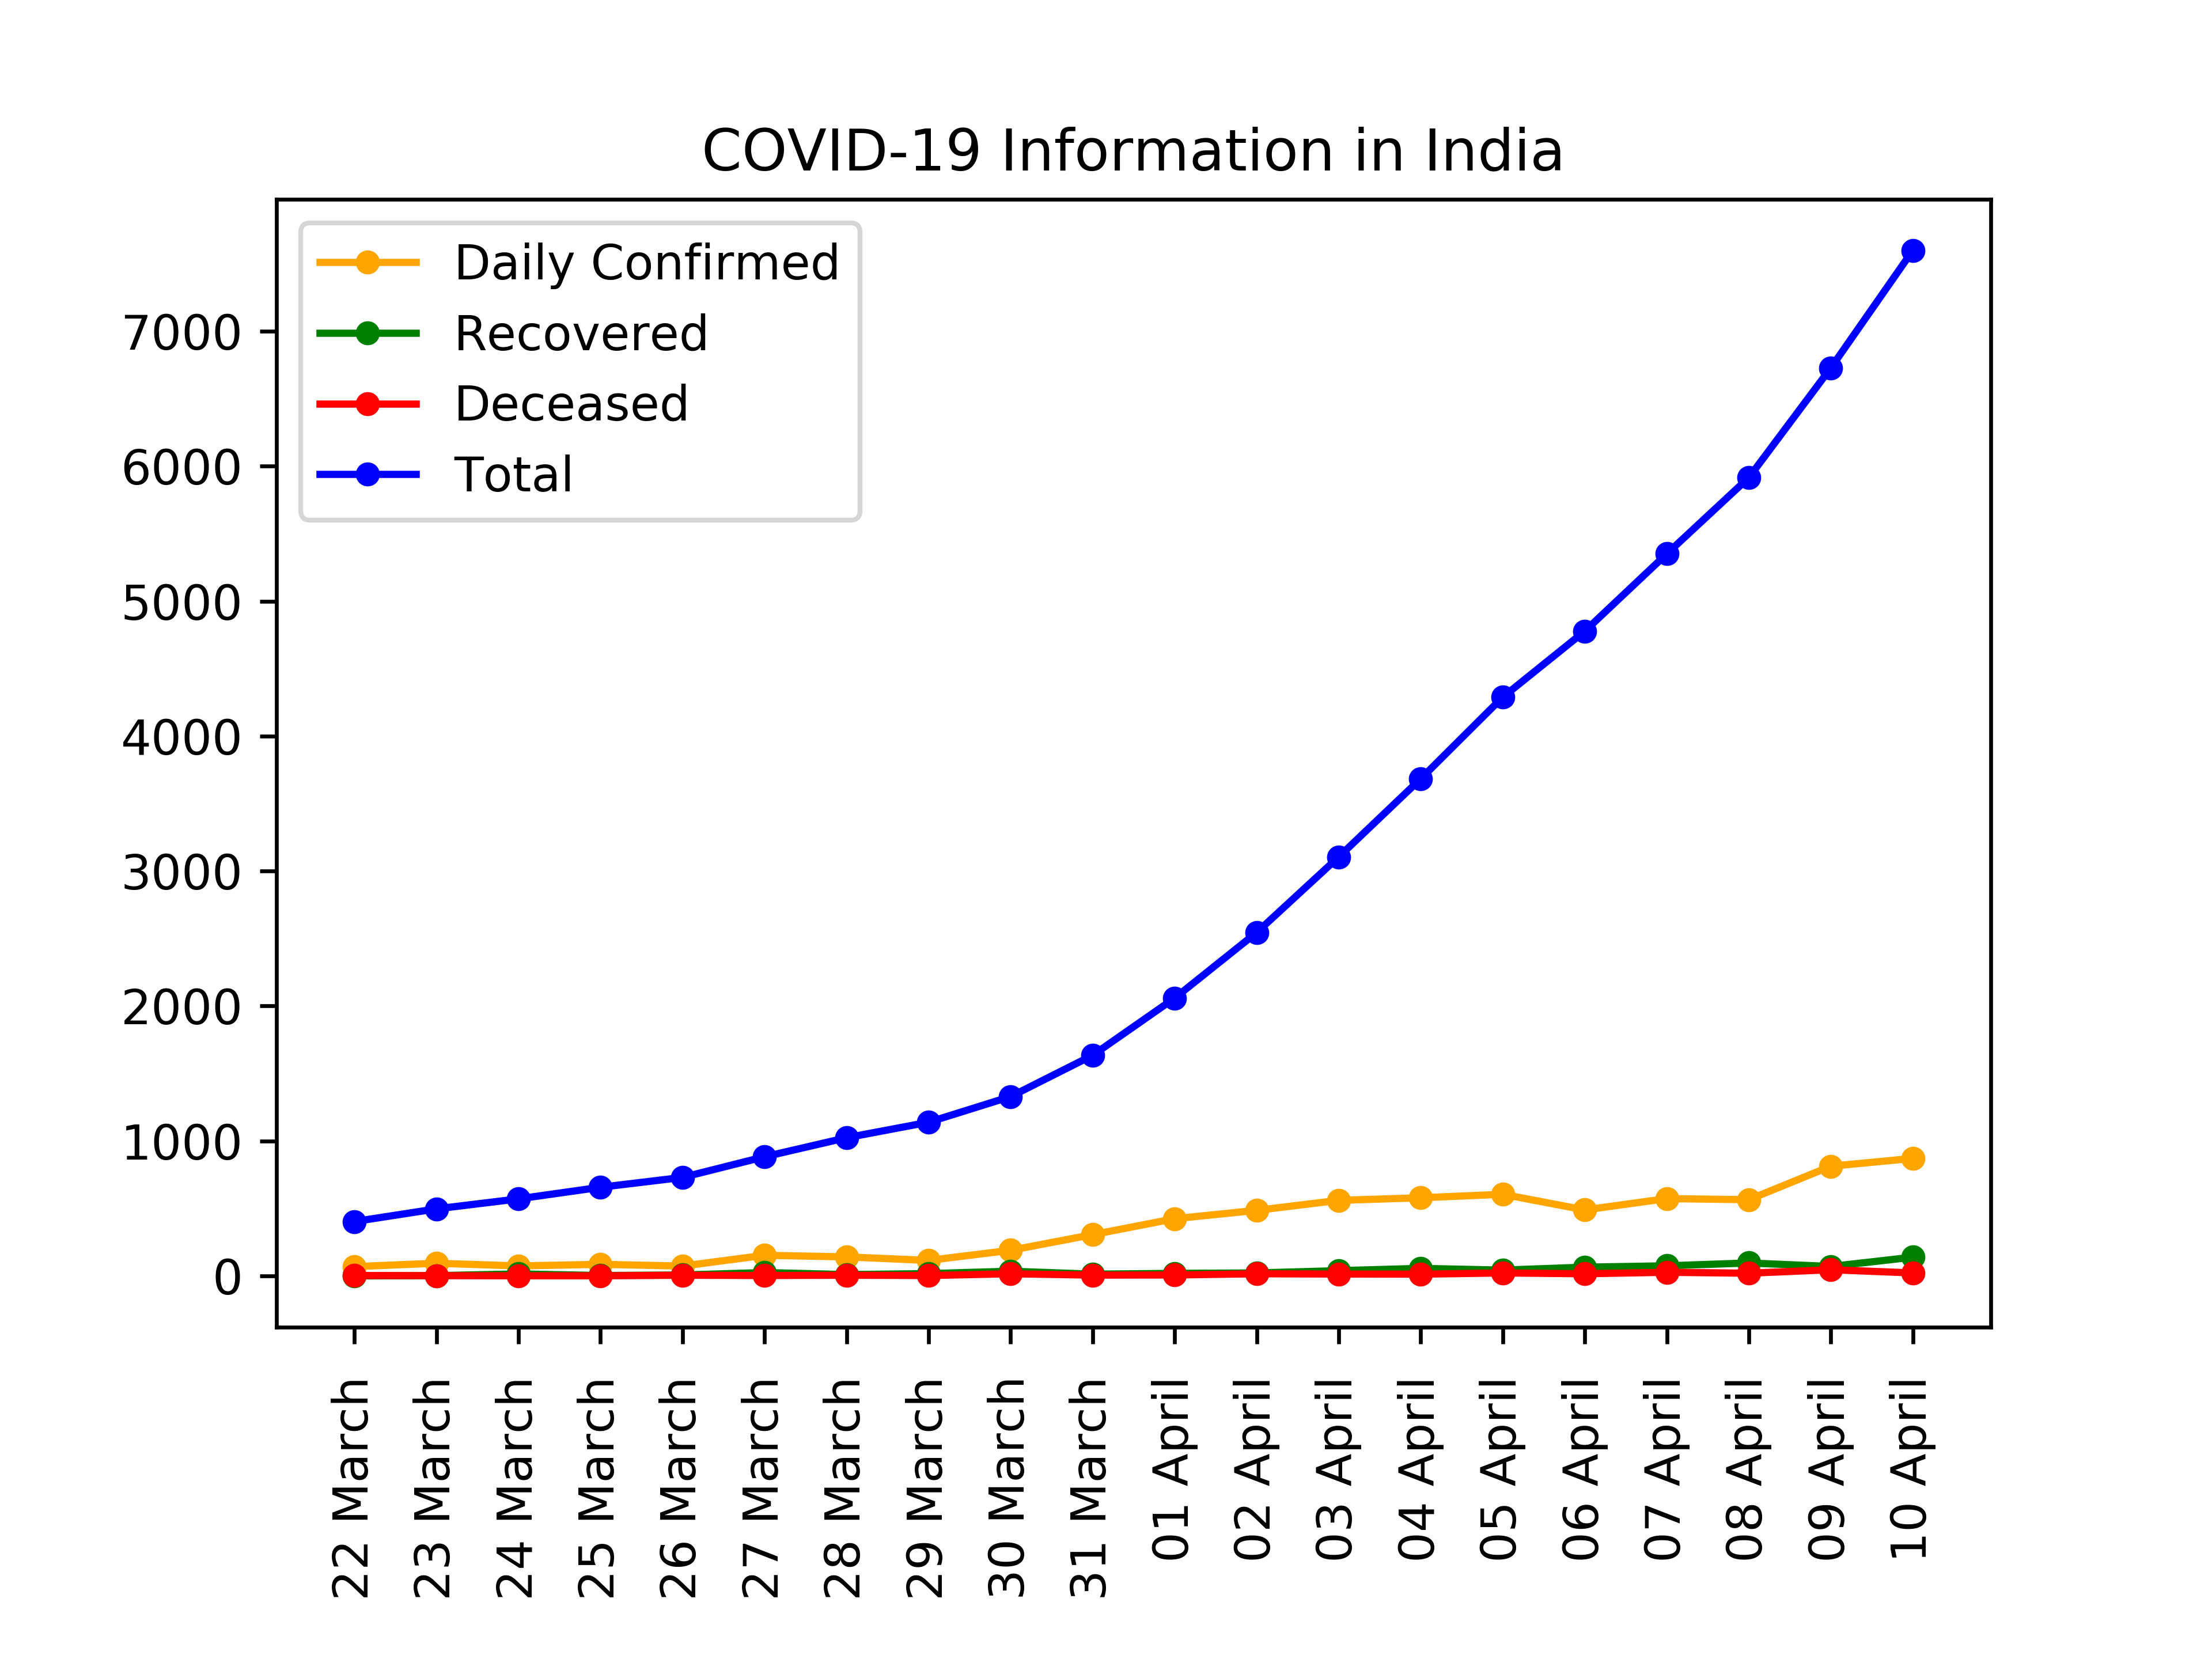 COVID-19 Information in India
Daily Confirmed
Recovered
Deceased
Total
7000
6000
5000
4000
3000
2000
1000
0
22 March
23 March
24 March
25 March
26 March
27 March
28 March
29 March
30 March
31 March
01 April
02 April
03 April
04 April
05 April
06 April
07 April
08 April
09 April
10 April